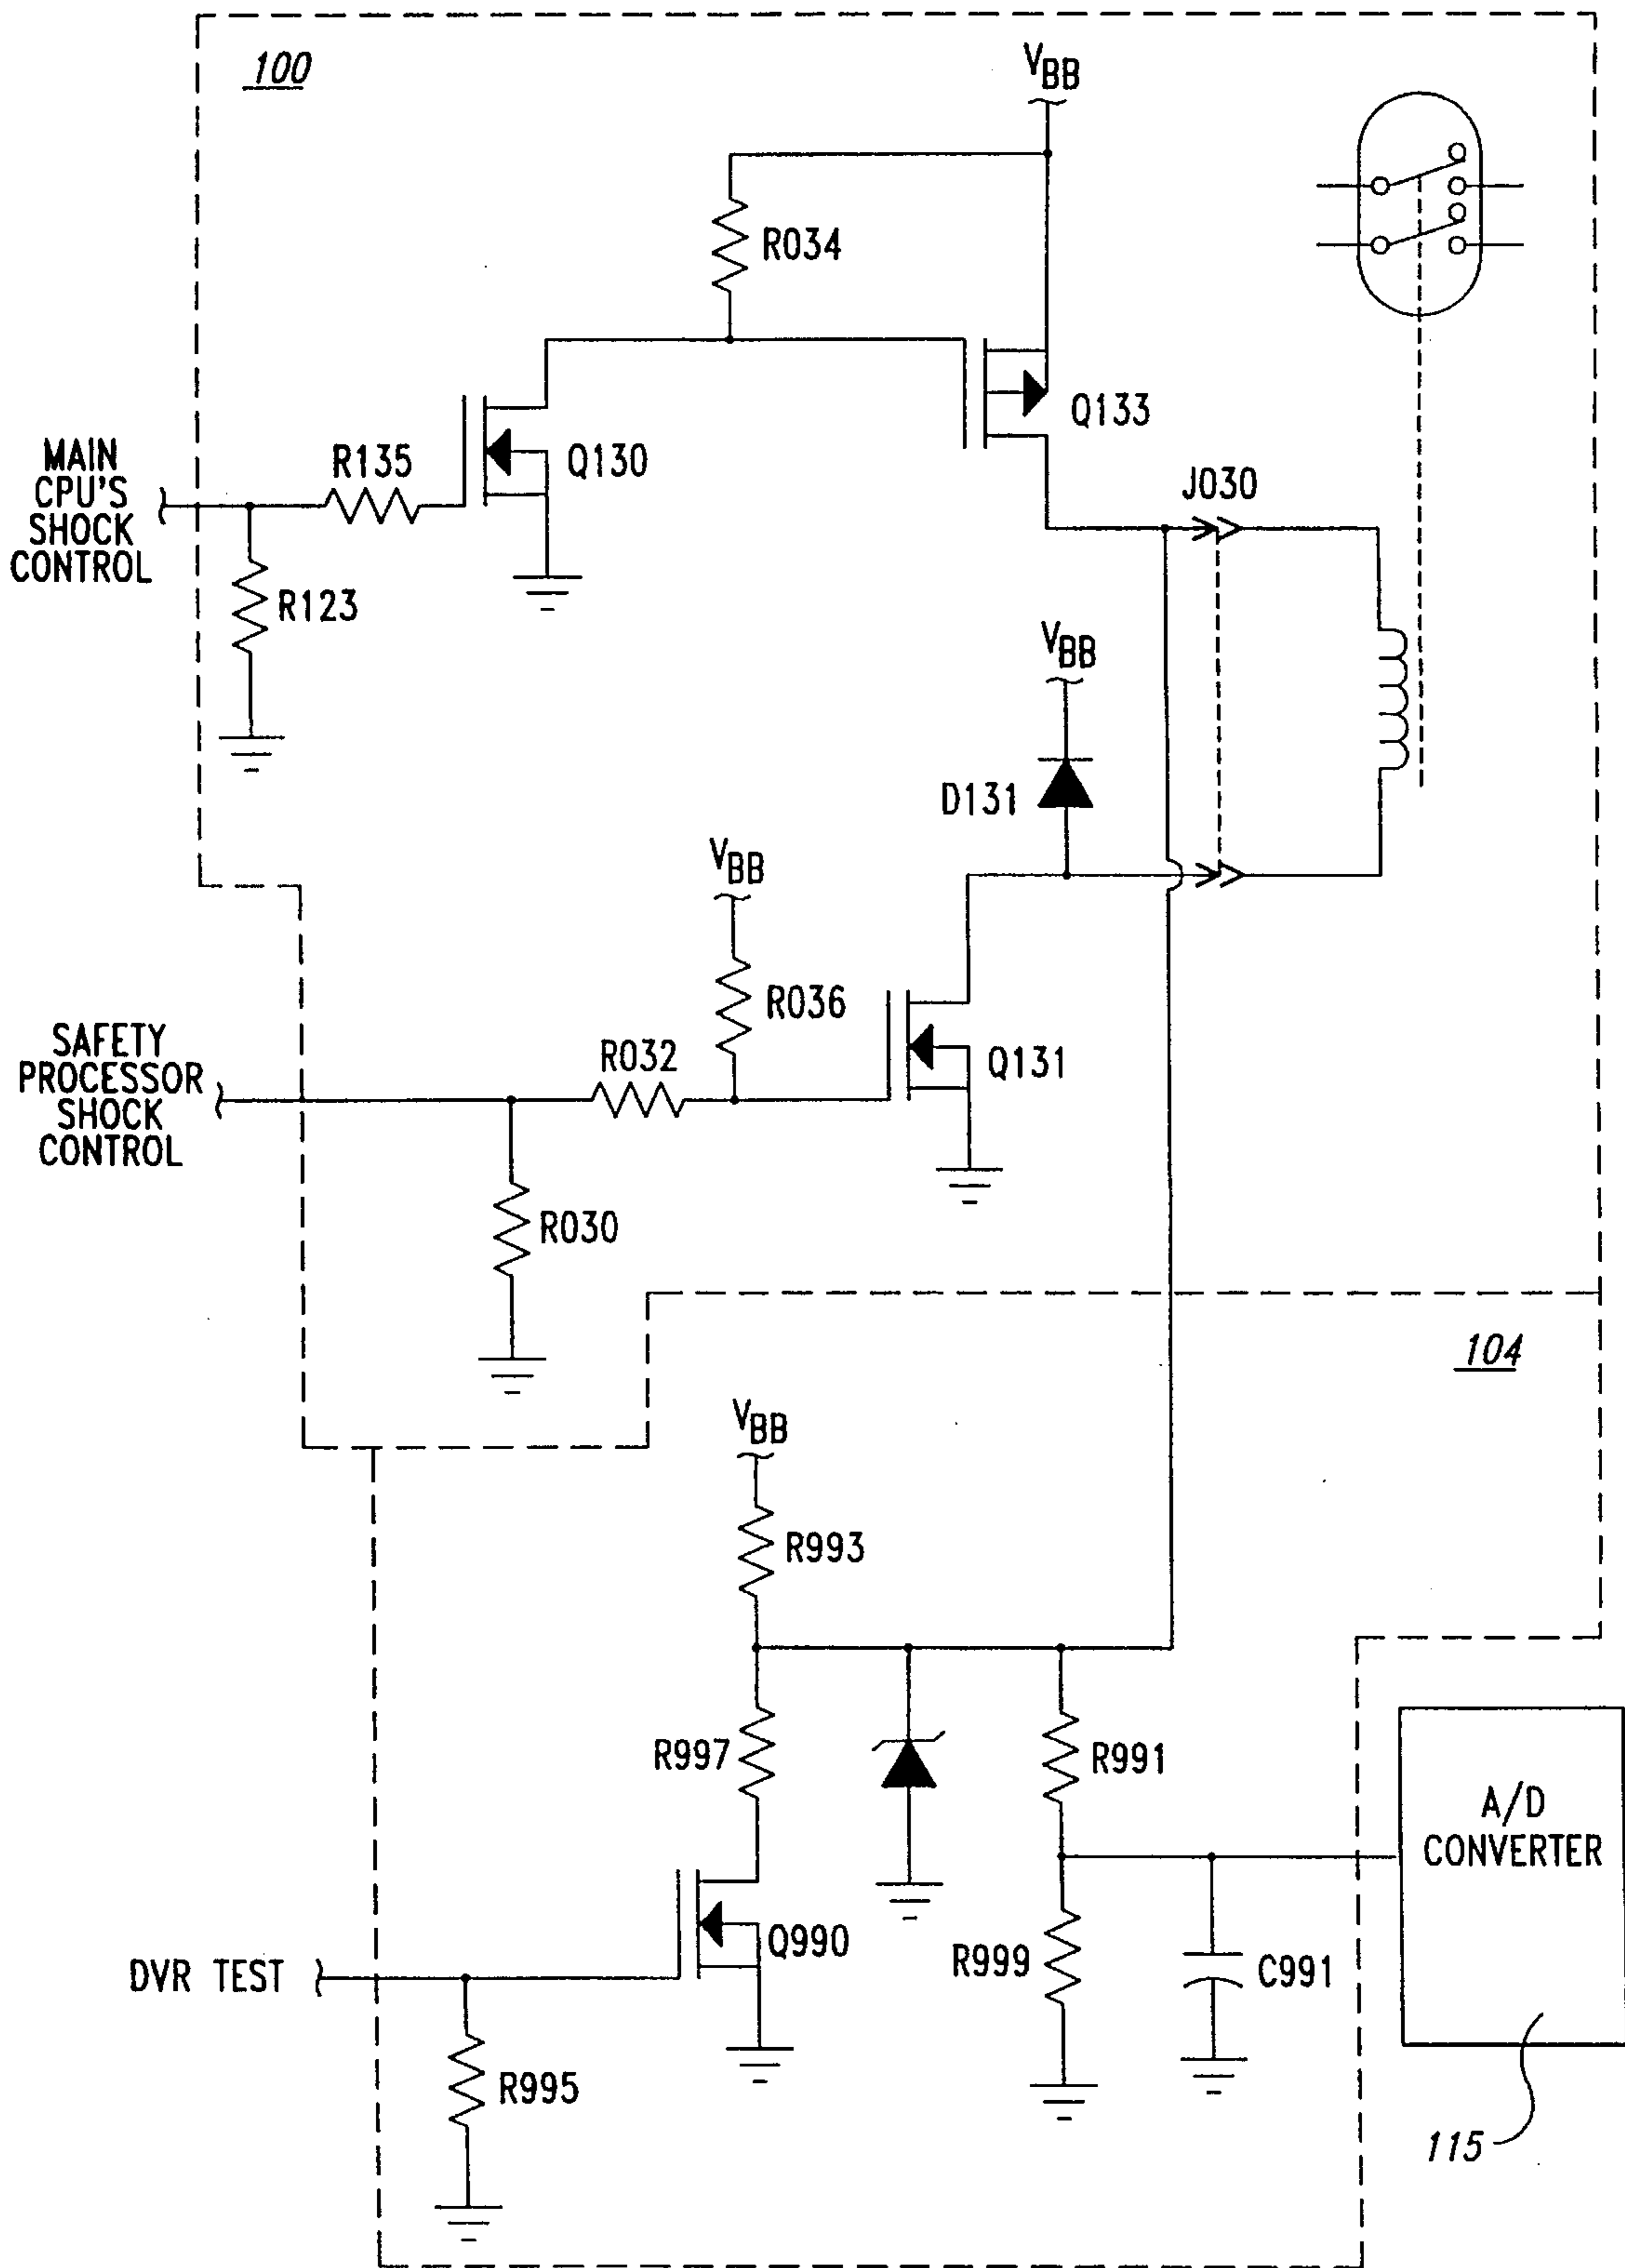 100
VBB
R034
Q133
Q130
R135
MAIN
CPU'S
SHOCK
CONTROL
R123
J030
VBB
D131
VBB
R036
R032
Q131
SAFETY
PROCESSOR
SHOCK
CONTROL
R030
104
VBB
R993
R997
R991
A/D
CONVERTER
Q990
R999
C991
DVR TEST
R995
115